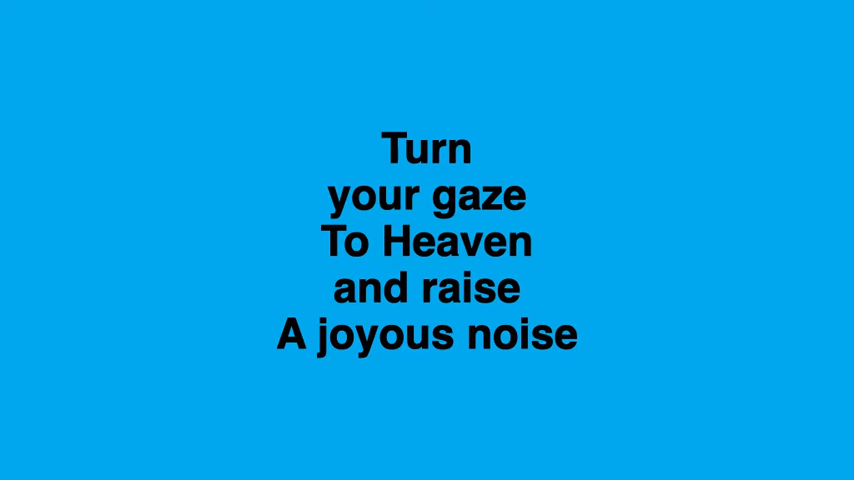 Turn
your gaze
To Heaven
and raise
A joyous noise